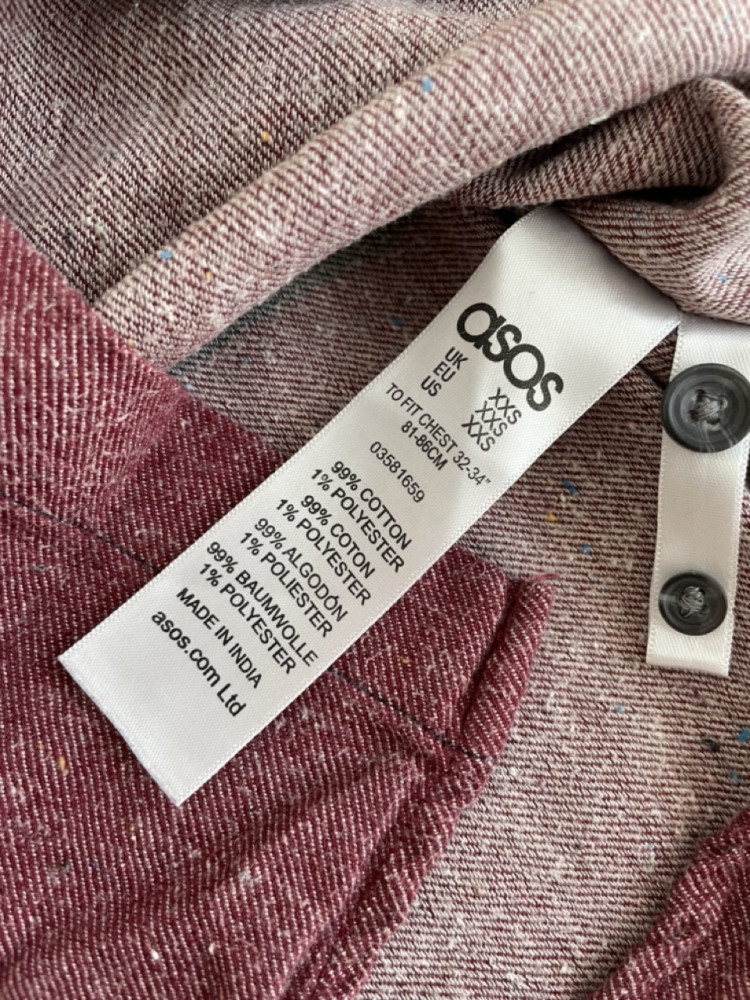 asos
UK XXS
EU XXS
US XXS
TO FIT CHEST 32-34"
81-86CM
03581659
99% COTTON
1% POLYESTER
99% COTON
1% POLYESTER
99% ALGODÓN
1% POLIESTER
99% BAUMWOLLE
1% POLYESTER
MADE IN INDIA
asos.com Ltd